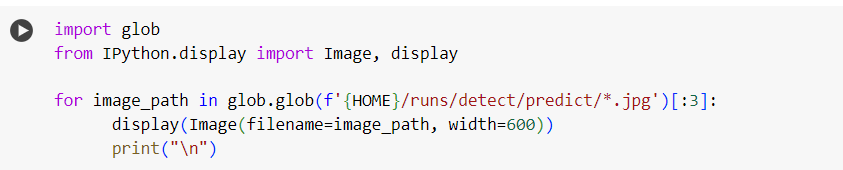 import glob
from IPython.display import Image, display

for image_path in glob.glob(f'{HOME}/runs/detect/predict/*.jpg')[:3]:
      display(Image(filename=image_path, width=600))
      print("\n")